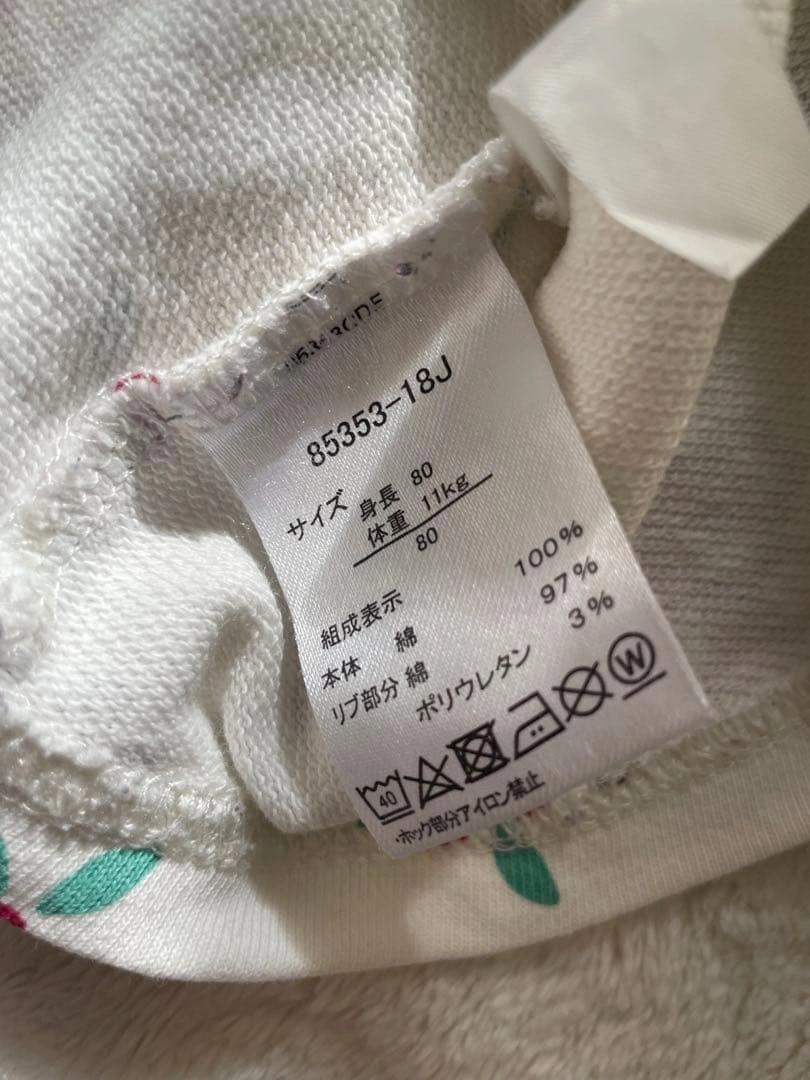 85353-18J
サイズ 身長 80
体重 11kg
80
組成表示
本体 綿 100%
リブ部分 綿 97%
ポリウレタン 3%
40 W
・ホック部分アイロン禁止